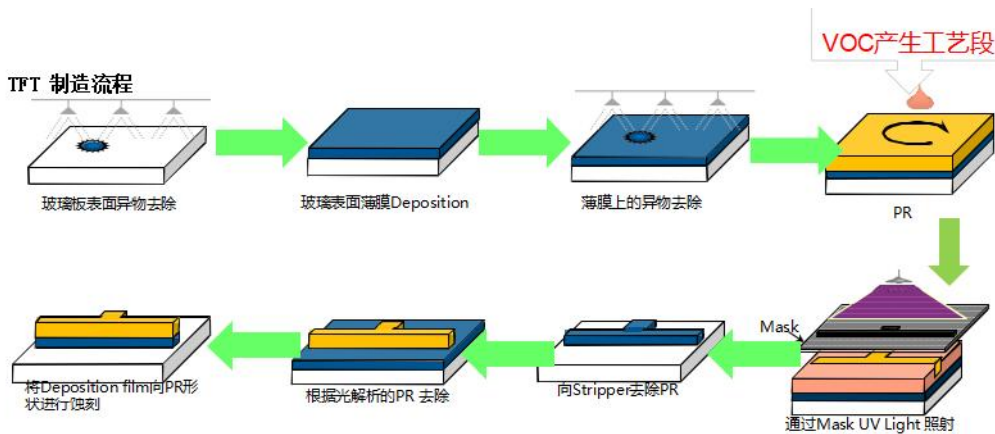 VOC产生工艺段
TFT 制造流程
玻璃板表面异物去除
玻璃表面薄膜Deposition
薄膜上的异物去除
PR
Mask
将Deposition film向PR形
状进行蚀刻
根据光解析的PR 去除
向Stripper去除PR
通过Mask UV Light 照射